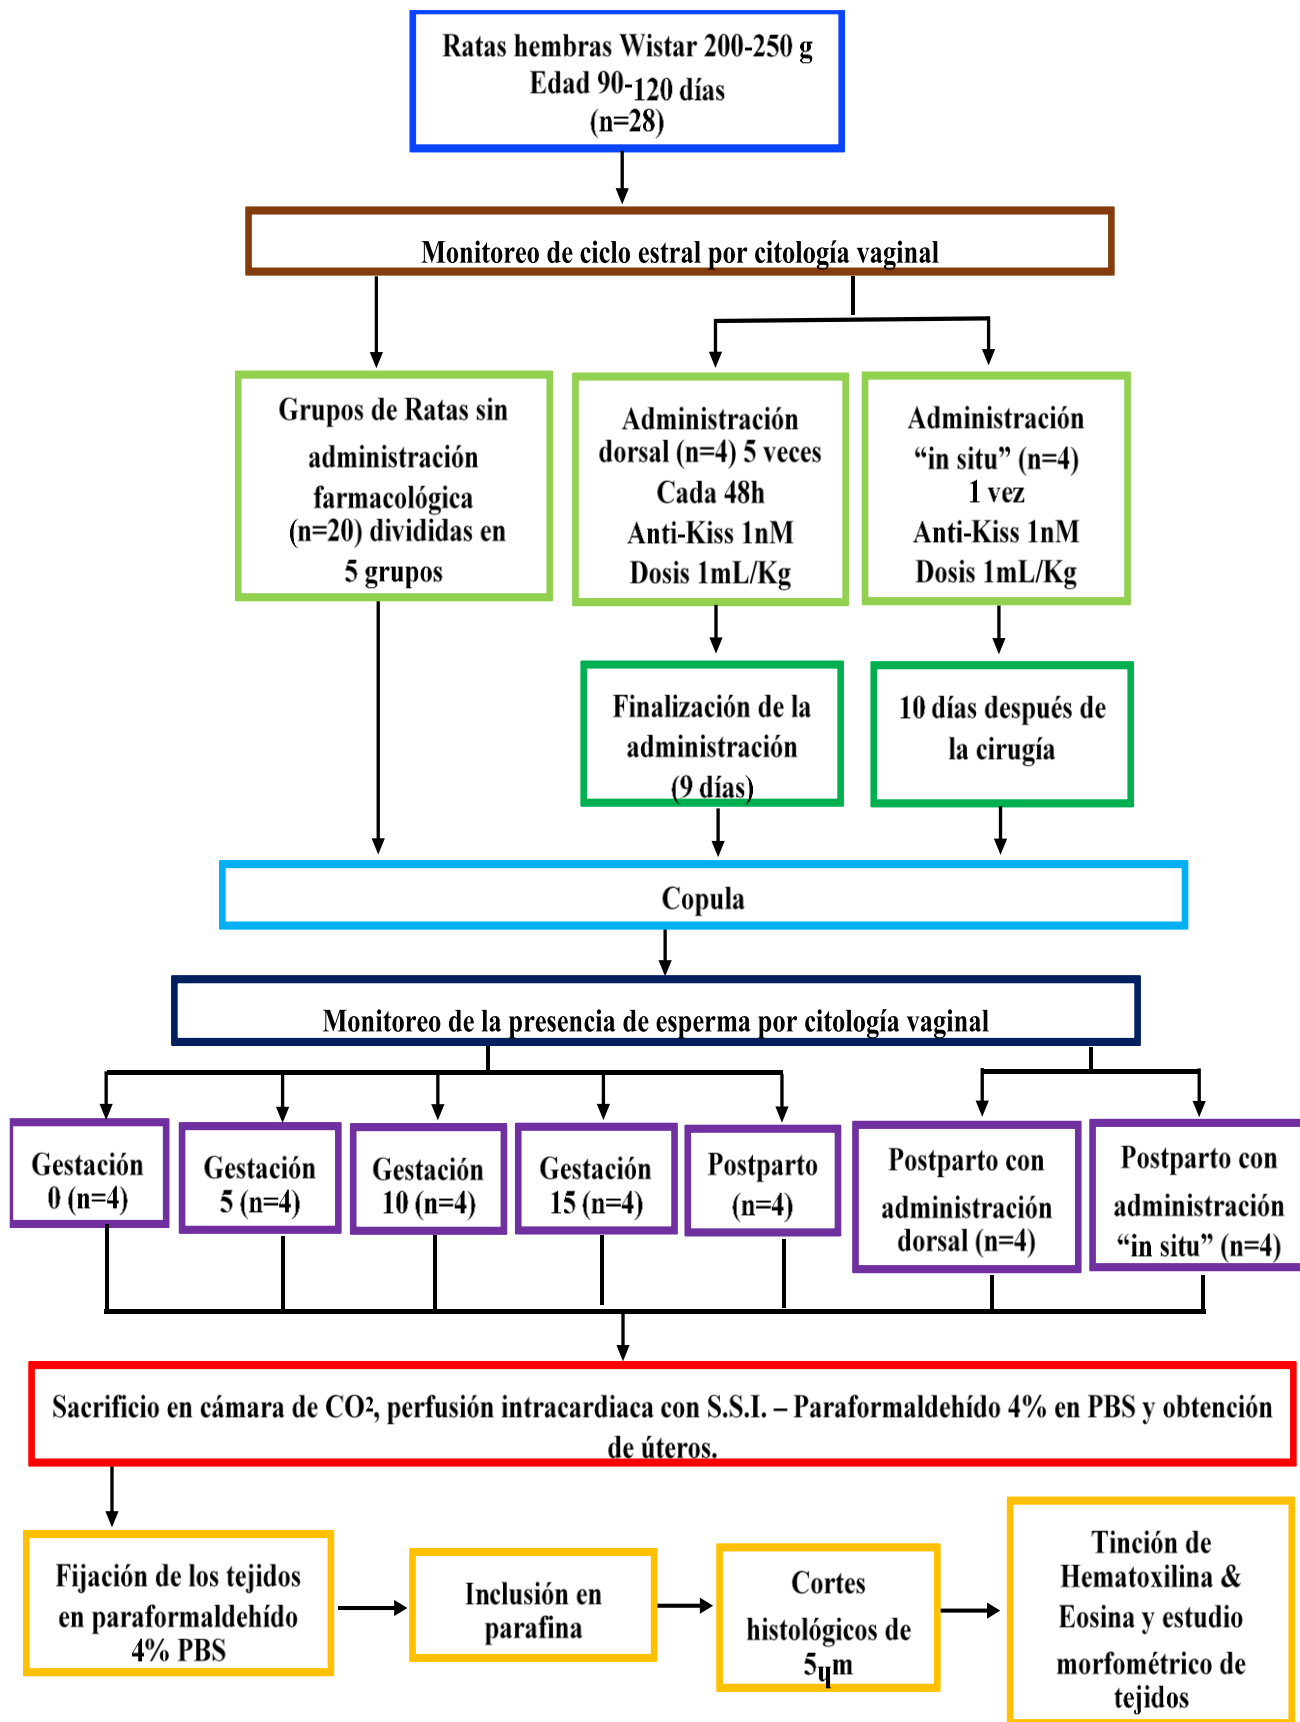 Ratas hembras Wistar 200-250 g
Edad 90-120 días
(n=28)
Monitoreo de ciclo estral por citología vaginal
Grupos de Ratas sin
administración
farmacológica
(n=20) divididas en
5 grupos
Administración
dorsal (n=4) 5 veces
Cada 48h
Anti-Kiss 1nM
Dosis 1mL/Kg
Administración
“in situ” (n=4)
1 vez
Anti-Kiss 1nM
Dosis 1mL/Kg
Finalización de la
administración
(9 días)
10 días después de
la cirugía
Copula
Monitoreo de la presencia de esperma por citología vaginal
Gestación
0 (n=4)
Gestación
5 (n=4)
Gestación
10 (n=4)
Gestación
15 (n=4)
Postparto
(n=4)
Postparto con
administración
dorsal (n=4)
Postparto con
administración
“in situ” (n=4)
Sacrificio en cámara de CO², perfusión intracardiaca con S.S.I. – Paraformaldehído 4% en PBS y obtención
de úteros.
Fijación de los tejidos
en paraformaldehído
4% PBS
Inclusión en
parafina
Cortes
histológicos de
5ɥm
Tinción de
Hematoxilina &
Eosina y estudio
morfométrico de
tejidos